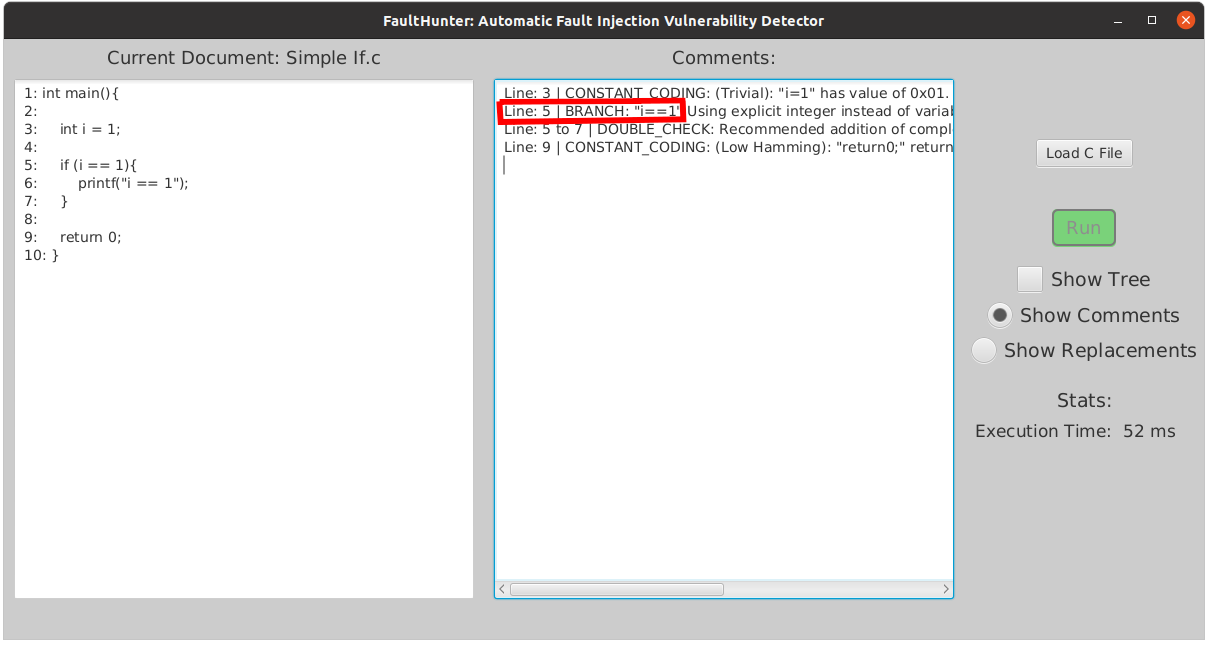 FaultHunter: Automatic Fault Injection Vulnerability Detector
Current Document: Simple If.c
1: int main(){
2:
3: int i = 1;
4:
5: if (i == 1){
6: printf("i == 1");
7: }
8:
9: return 0;
10: }
Comments:
Line: 3 | CONSTANT_CODING: (Trivial): "i=1" has value of 0x01.
Line: 5 | BRANCH: "i==1" Using explicit integer instead of variab
Line: 5 to 7 | DOUBLE_CHECK: Recommended addition of compl
Line: 9 | CONSTANT_CODING: (Low Hamming): "return0;" return
Load C File
Run
Show Tree
Show Comments
Show Replacements
Stats:
Execution Time: 52 ms